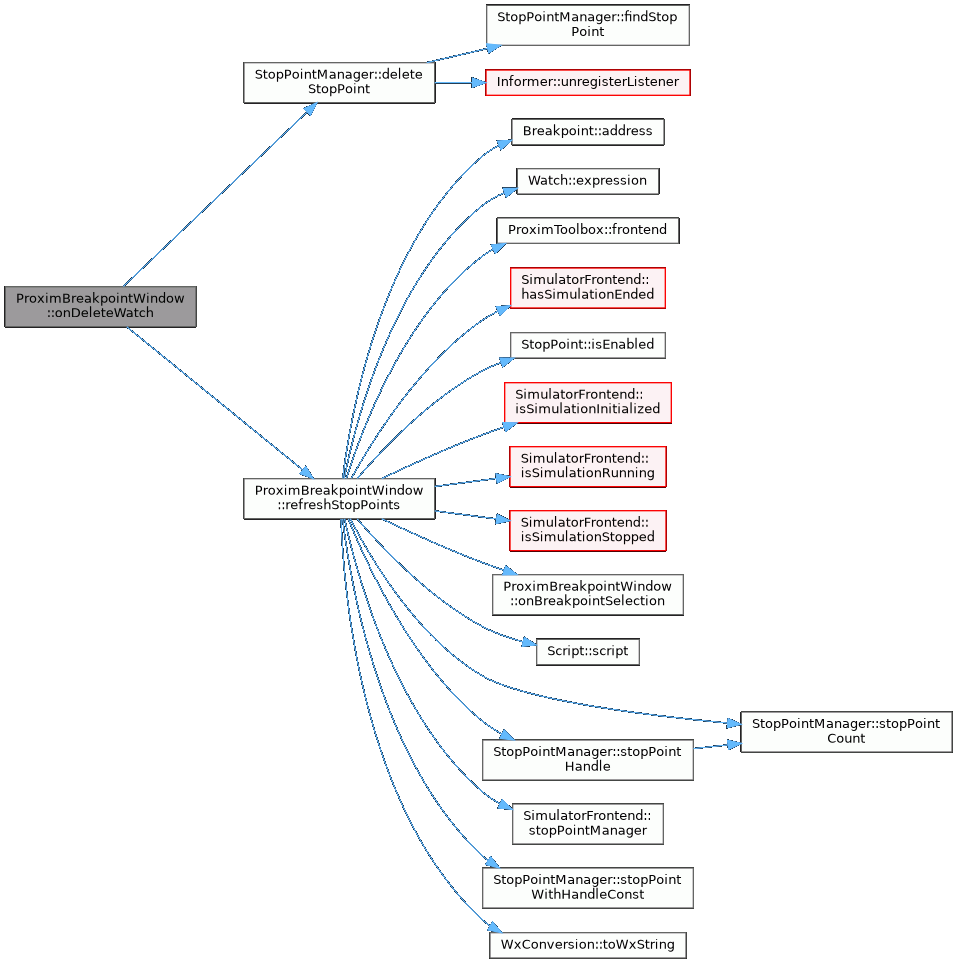 StopPointManager::findStop
Point
StopPointManager::delete
StopPoint
Informer::unregisterListener
Breakpoint::address
Watch::expression
ProximToolbox::frontend
SimulatorFrontend::
hasSimulationEnded
ProximBreakpointWindow
::onDeleteWatch
StopPoint::isEnabled
SimulatorFrontend::
isSimulationInitialized
SimulatorFrontend::
isSimulationRunning
ProximBreakpointWindow
::refreshStopPoints
SimulatorFrontend::
isSimulationStopped
ProximBreakpointWindow
::onBreakpointSelection
Script::script
StopPointManager::stopPoint
Count
StopPointManager::stopPoint
Handle
SimulatorFrontend::
stopPointManager
StopPointManager::stopPoint
WithHandleConst
WxConversion::toWxString